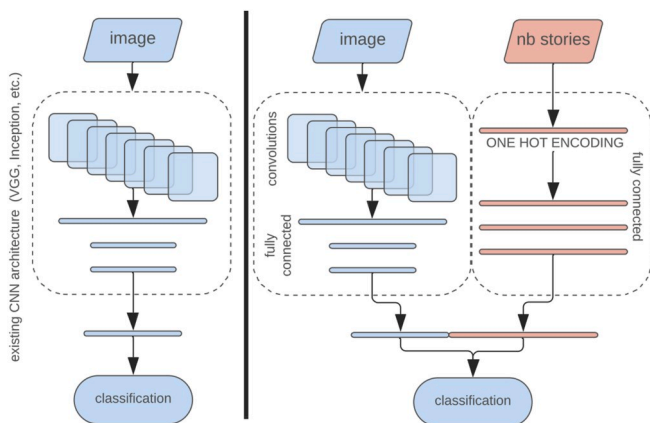 image
existing CNN architecture (VGG, Inception, etc.)
classification
image
nb stories
convolutions
fully
connected
ONE HOT ENCODING
fully connected
classification